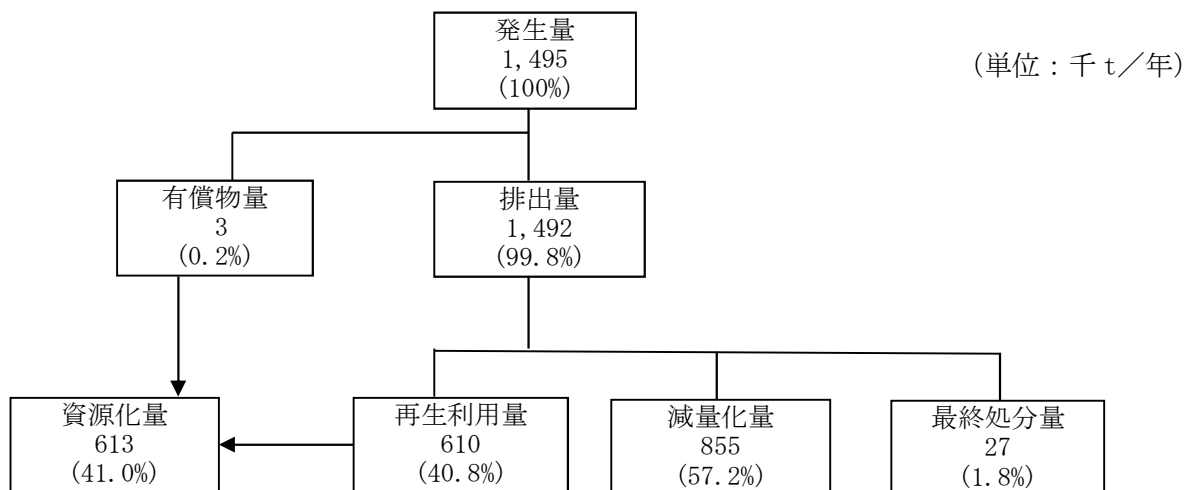 発生量
1,495
(100%)
(単位：千ｔ／年)
有償物量
3
(0.2%)
排出量
1,492
(99.8%)
資源化量
613
(41.0%)
再生利用量
610
(40.8%)
減量化量
855
(57.2%)
最終処分量
27
(1.8%)